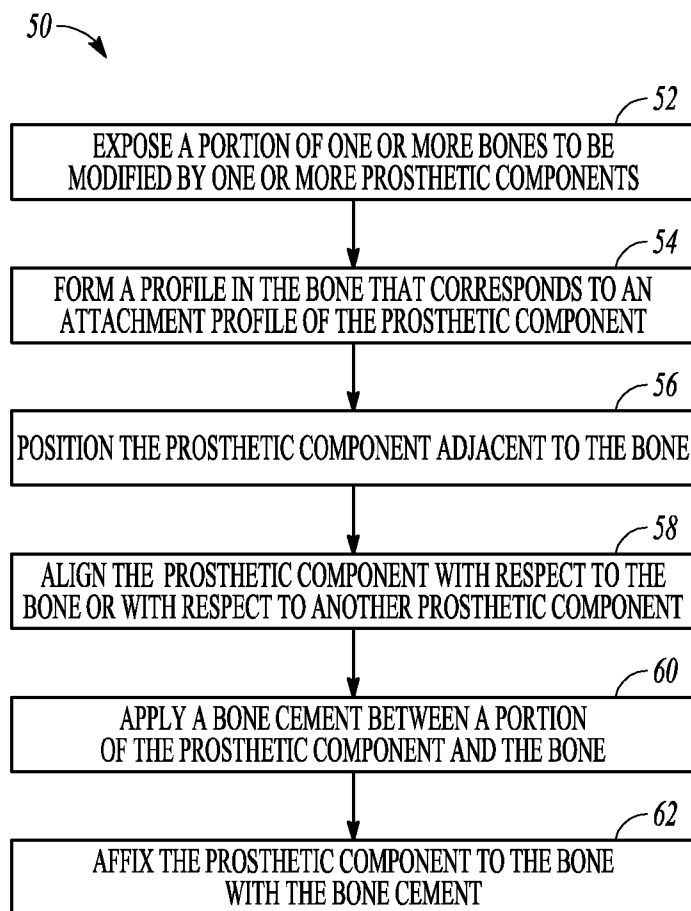 50
52
EXPOSE A PORTION OF ONE OR MORE BONES TO BE
MODIFIED BY ONE OR MORE PROSTHETIC COMPONENTS
54
FORM A PROFILE IN THE BONE THAT CORRESPONDS TO AN
ATTACHMENT PROFILE OF THE PROSTHETIC COMPONENT
56
POSITION THE PROSTHETIC COMPONENT ADJACENT TO THE BONE
58
ALIGN THE PROSTHETIC COMPONENT WITH RESPECT TO THE
BONE OR WITH RESPECT TO ANOTHER PROSTHETIC COMPONENT
60
APPLY A BONE CEMENT BETWEEN A PORTION
OF THE PROSTHETIC COMPONENT AND THE BONE
62
AFFIX THE PROSTHETIC COMPONENT TO THE BONE
WITH THE BONE CEMENT